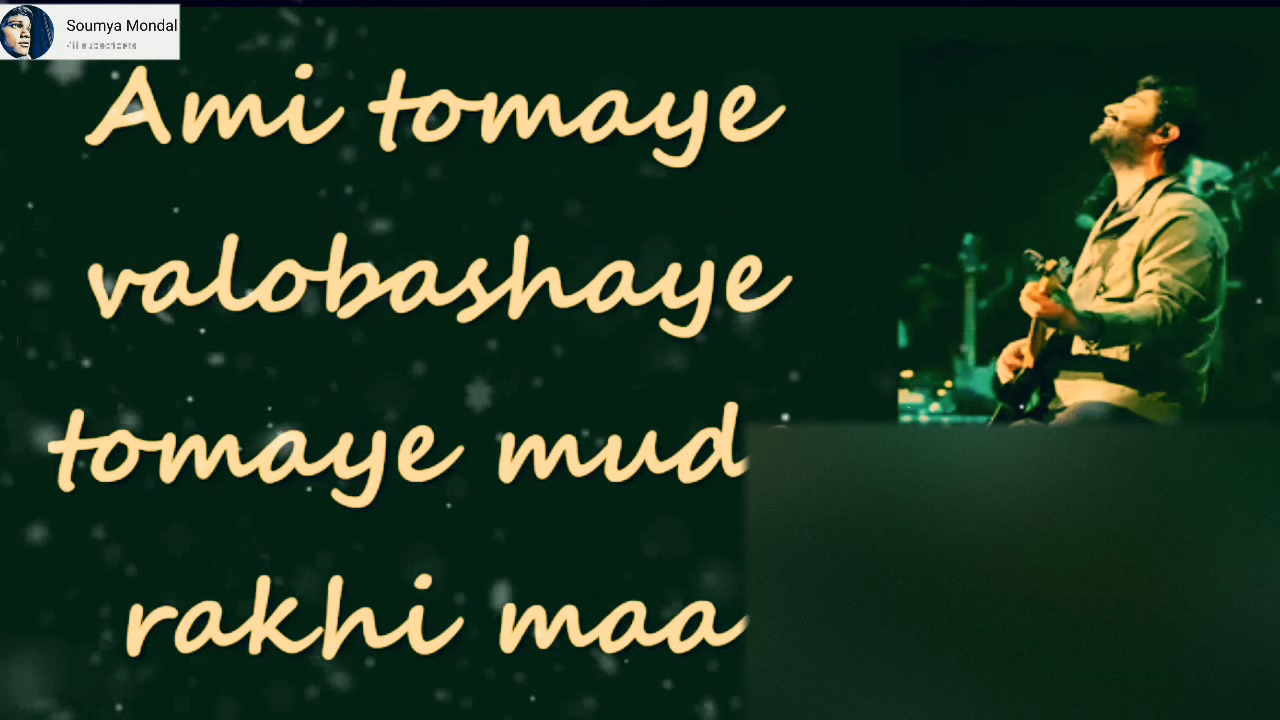 Soumya Mondal
Ami tomaye
valobashaye
tomaye mud
rakhi maa